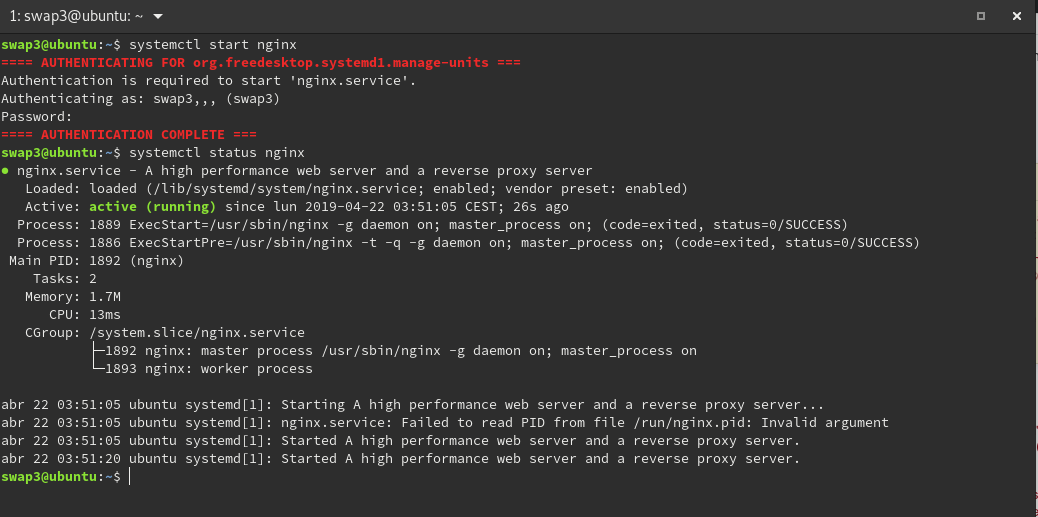 1: swap3@ubuntu: ~
swap3@ubuntu:~$ systemctl start nginx
==== AUTHENTICATING FOR org.freedesktop.systemd1.manage-units ===
Authentication is required to start 'nginx.service'.
Authenticating as: swap3,,, (swap3)
Password:
==== AUTHENTICATION COMPLETE ===
swap3@ubuntu:~$ systemctl status nginx
● nginx.service - A high performance web server and a reverse proxy server
   Loaded: loaded (/lib/systemd/system/nginx.service; enabled; vendor preset: enabled)
   Active: active (running) since lun 2019-04-22 03:51:05 CEST; 26s ago
  Process: 1889 ExecStart=/usr/sbin/nginx -g daemon on; master_process on; (code=exited, status=0/SUCCESS)
  Process: 1886 ExecStartPre=/usr/sbin/nginx -t -q -g daemon on; master_process on; (code=exited, status=0/SUCCESS)
 Main PID: 1892 (nginx)
    Tasks: 2
   Memory: 1.7M
      CPU: 13ms
   CGroup: /system.slice/nginx.service
           ├─1892 nginx: master process /usr/sbin/nginx -g daemon on; master_process on
           └─1893 nginx: worker process
abr 22 03:51:05 ubuntu systemd[1]: Starting A high performance web server and a reverse proxy server...
abr 22 03:51:05 ubuntu systemd[1]: nginx.service: Failed to read PID from file /run/nginx.pid: Invalid argument
abr 22 03:51:05 ubuntu systemd[1]: Started A high performance web server and a reverse proxy server.
abr 22 03:51:20 ubuntu systemd[1]: Started A high performance web server and a reverse proxy server.
swap3@ubuntu:~$